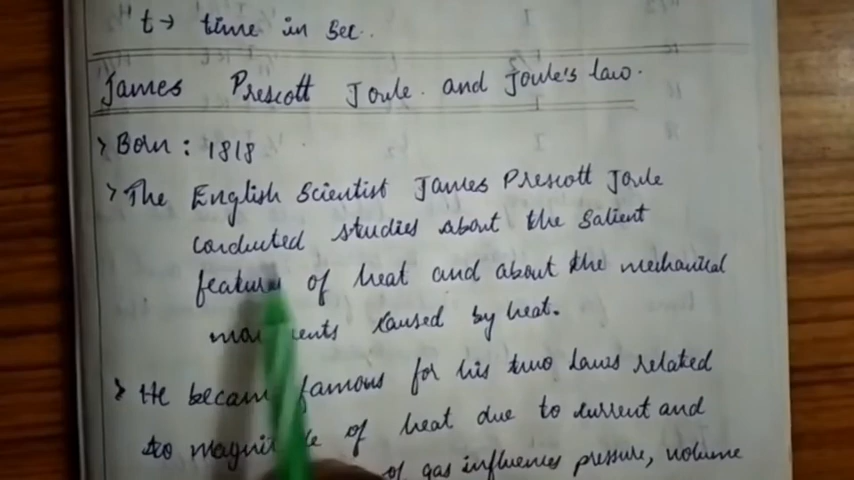 t → time in sec.
James Prescott Joule. and Joule's law.
> Born : 1818
> The English Scientist James Prescott Joule
conducted studies about the salient
features of heat and about the mechanical
caused by heat.
> He became famous for his two laws related
to of heat due to current and
of gas influences pressure, volume